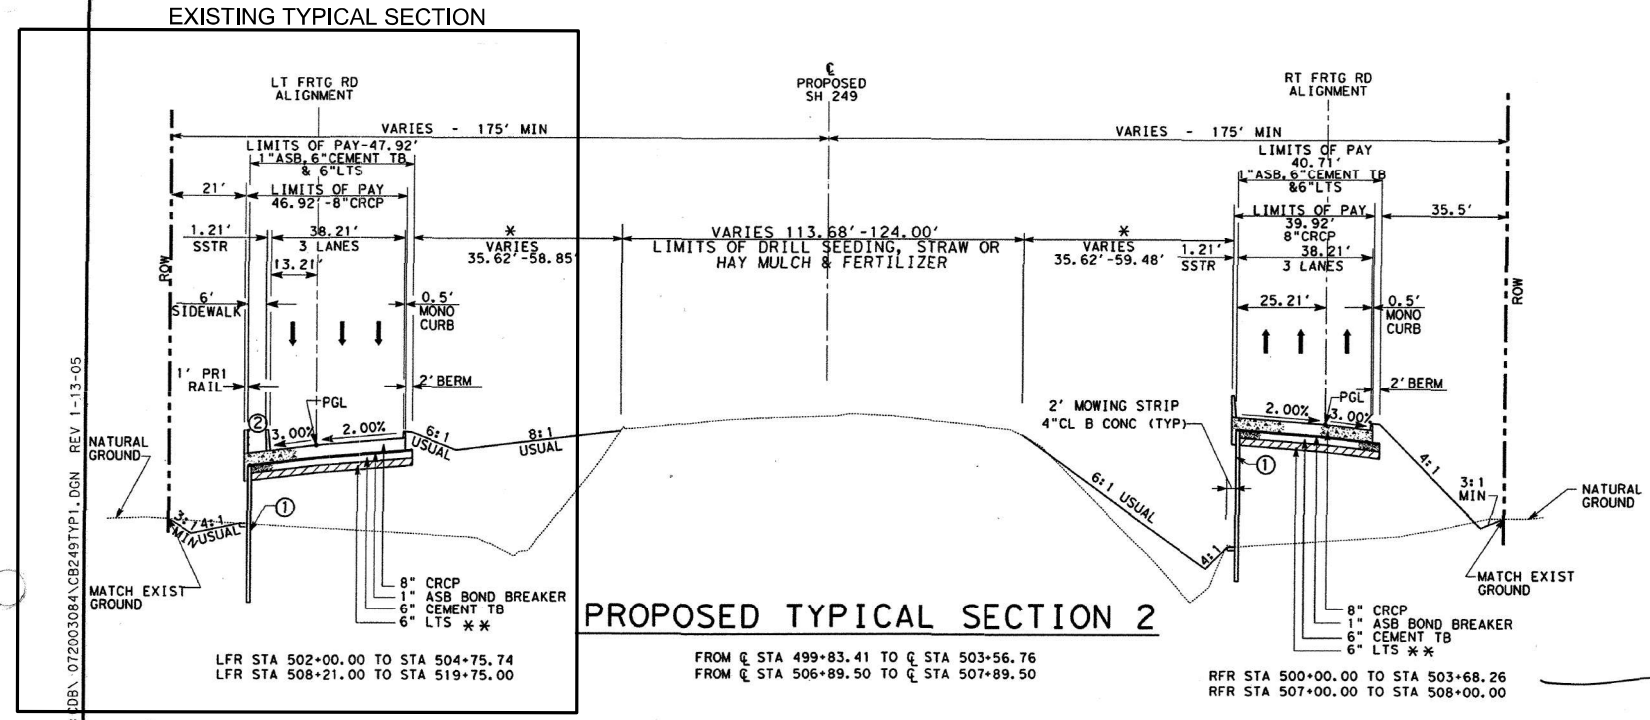 EXISTING TYPICAL SECTION
LT FRTG RD
ALIGNMENT
℄
PROPOSED
SH 249
RT FRTG RD
ALIGNMENT
VARIES - 175' MIN
VARIES - 175' MIN
LIMITS OF PAY-47.92'
1"ASB, 6"CEMENT TB
& 6"LTS
LIMITS OF PAY
40.71'
1"ASB, 6"CEMENT TB
&6"LTS
21'
LIMITS OF PAY
46.92'-8"CRCP
LIMITS OF PAY
39.92'
8"CRCP
35.5'
1.21'
SSTR
38.21'
3 LANES
*
VARIES
35.62'-58.85'
VARIES 113.68'-124.00'
LIMITS OF DRILL SEEDING, STRAW OR
HAY MULCH & FERTILIZER
*
VARIES
35.62'-59.48'
1.21'
SSTR
38.21'
3 LANES
13.21'
ROW
6'
SIDEWALK
0.5'
MONO
CURB
25.21'
0.5'
MONO
CURB
ROW
1' PR1
RAIL
2' BERM
2' BERM
PGL
PGL
2' MOWING STRIP
4"CL B CONC (TYP)
②
3.00%
2.00%
6:1
USUAL
8:1
USUAL
2.00%
3.00%
NATURAL
GROUND
①
①
6:1 USUAL
4:1
4:1
3:1
MIN
NATURAL
GROUND
3:1
MIN
4:1
USUAL
MATCH EXIST
GROUND
MATCH EXIST
GROUND
8" CRCP
1" ASB BOND BREAKER
6" CEMENT TB
6" LTS * *
8" CRCP
1" ASB BOND BREAKER
6" CEMENT TB
6" LTS * *
PROPOSED TYPICAL SECTION 2
LFR STA 502+00.00 TO STA 504+75.74
LFR STA 508+21.00 TO STA 519+75.00
FROM ℄ STA 499+83.41 TO ℄ STA 503+56.76
FROM ℄ STA 506+89.50 TO ℄ STA 507+89.50
RFR STA 500+00.00 TO STA 503+68.26
RFR STA 507+00.00 TO STA 508+00.00
CDB\ 072003084\CB249TYP1.DGN REV 1-13-05